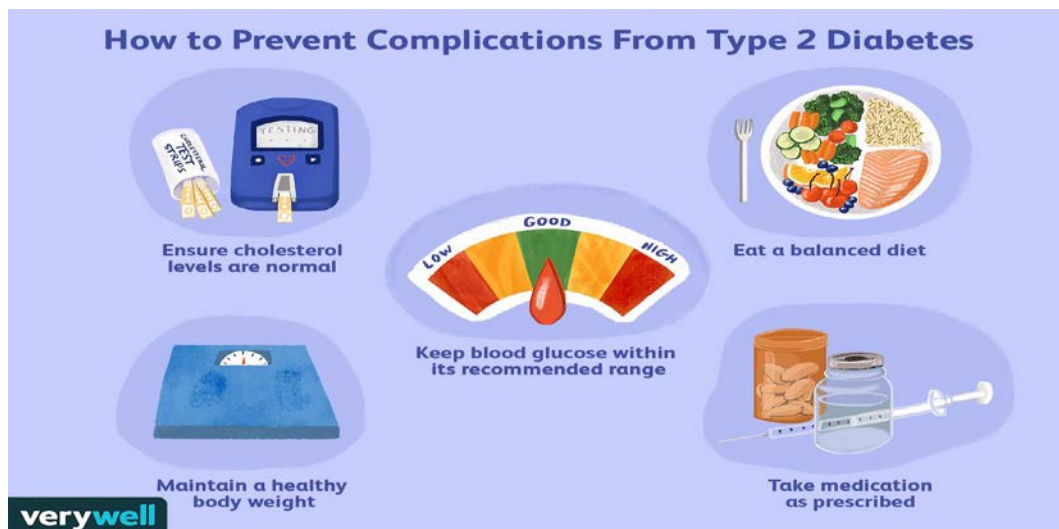 How to Prevent Complications From Type 2 Diabetes
CHOLESTEROL
TEST
STRIPS
TESTING
Ensure cholesterol
levels are normal
LOW
GOOD
HIGH
Keep blood glucose within
its recommended range
Eat a balanced diet
Maintain a healthy
body weight
Take medication
as prescribed
verywell